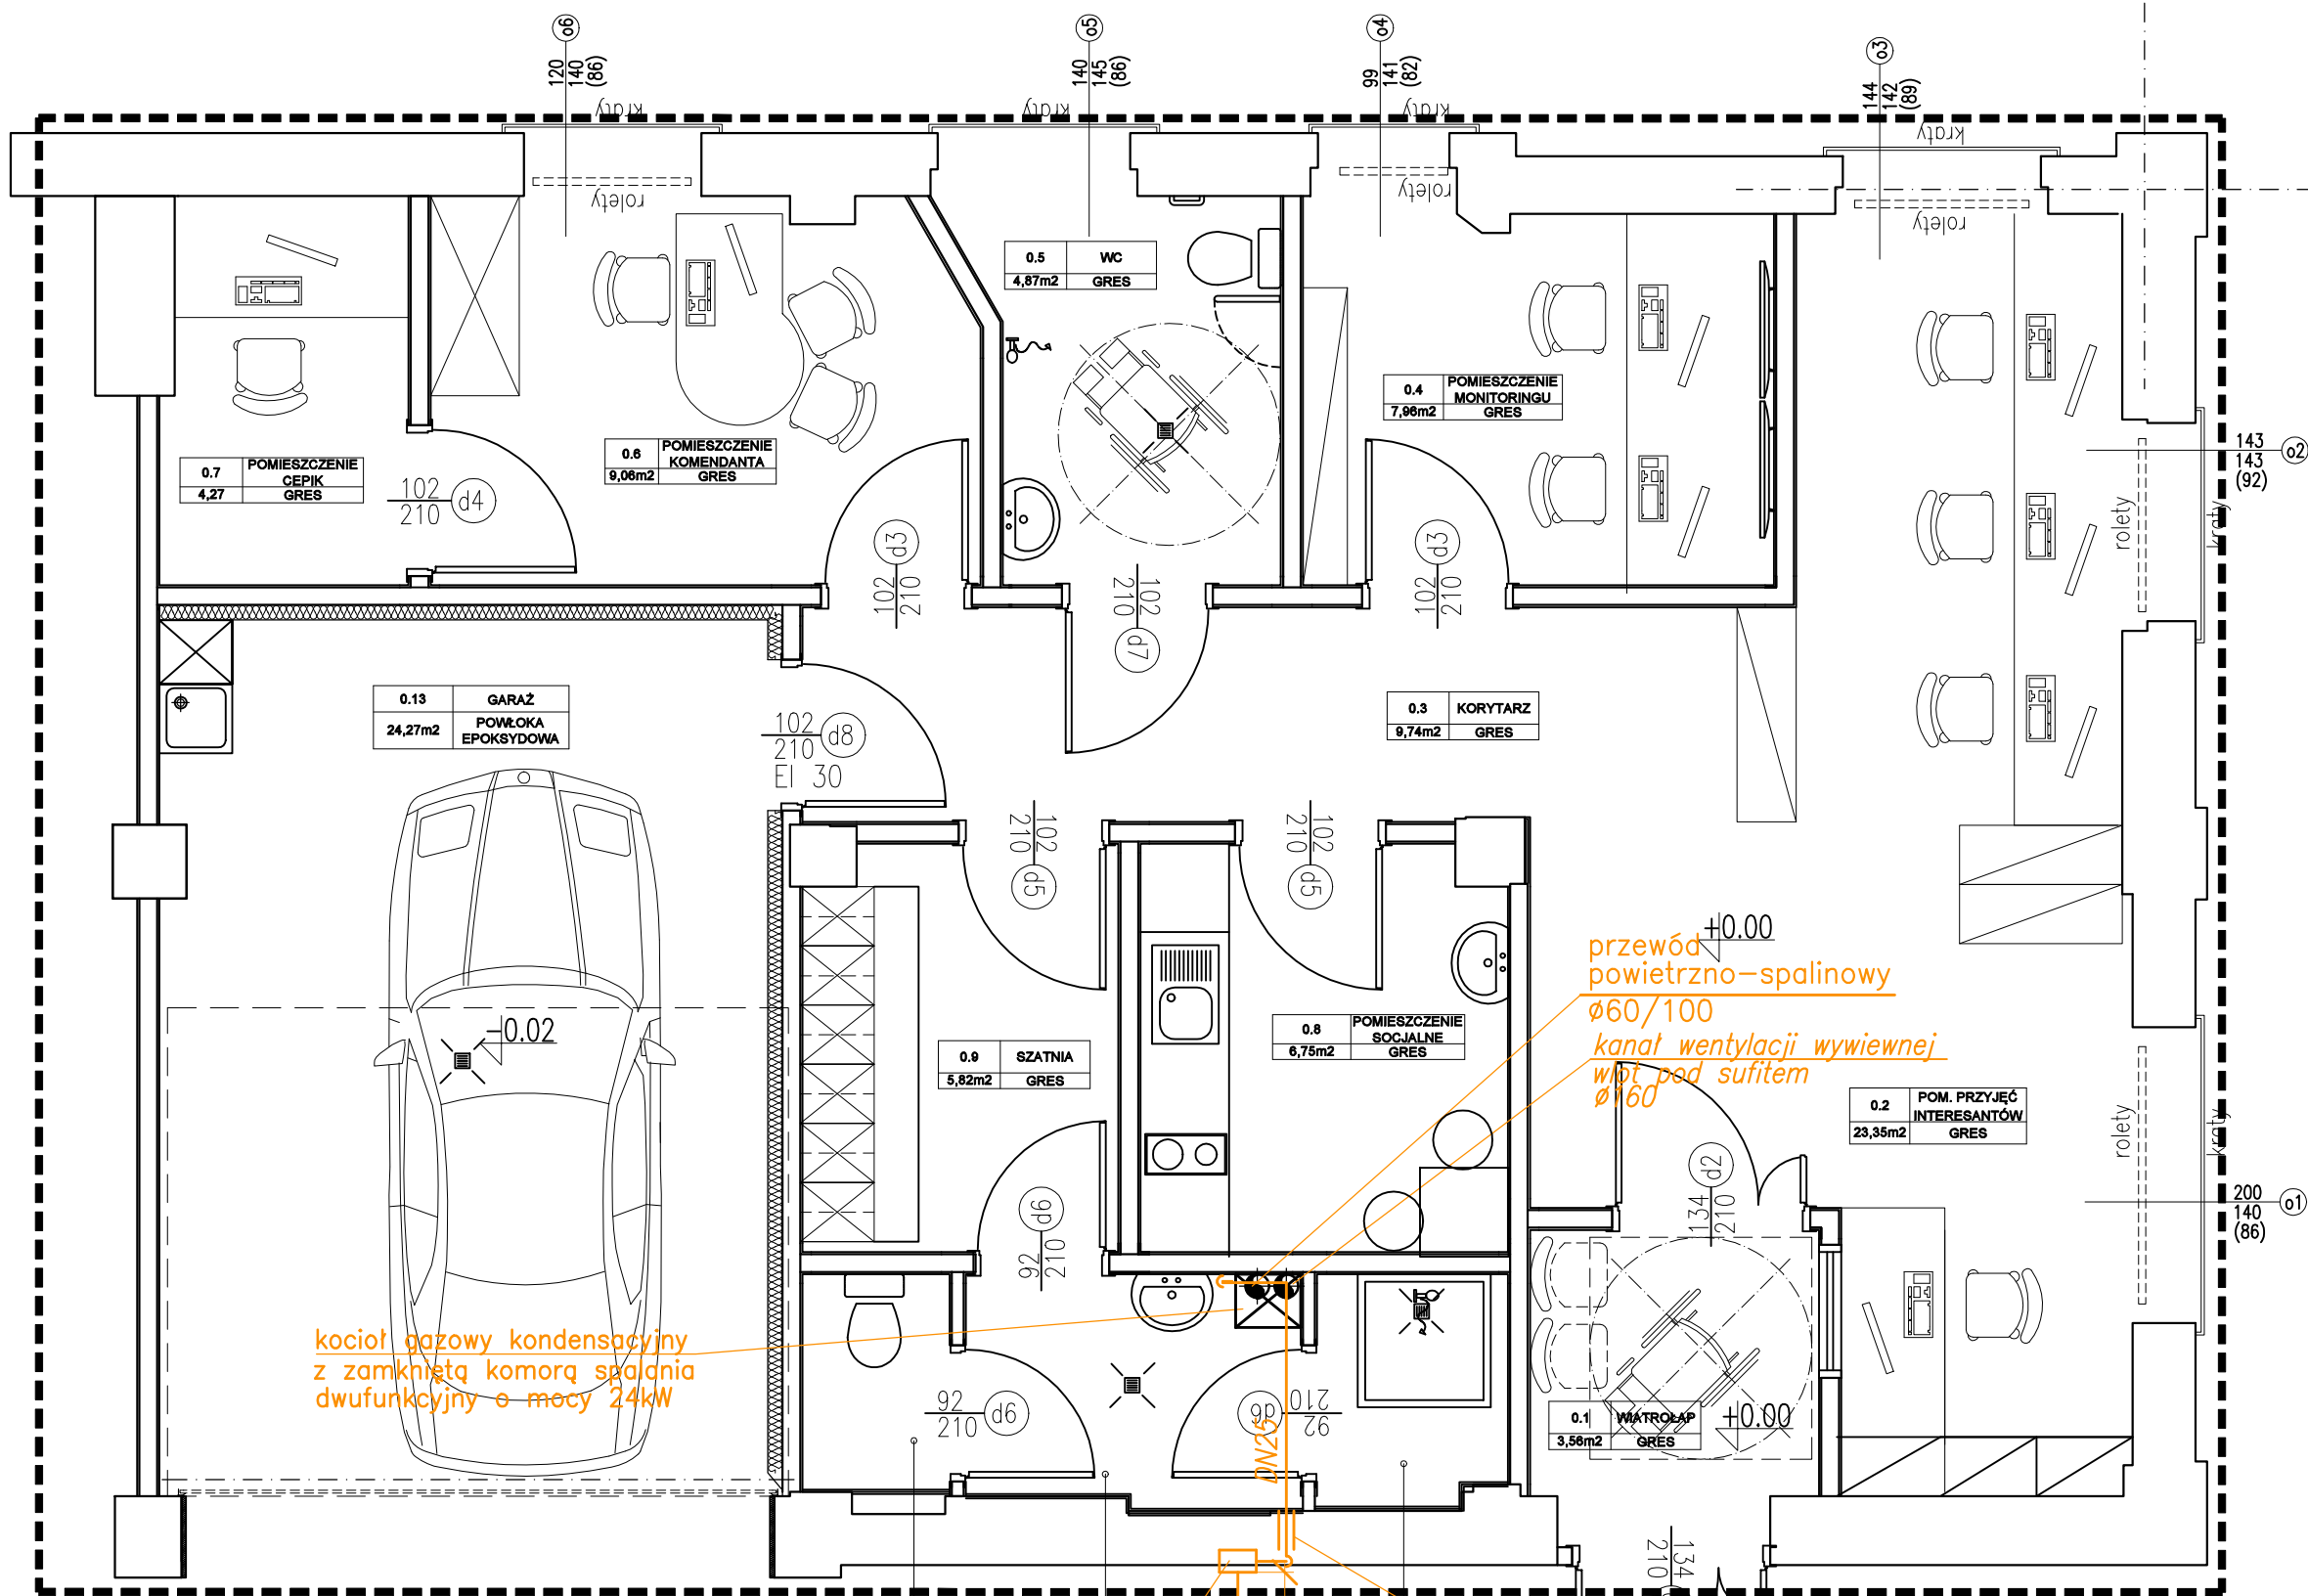 o6
120
140
(86)
o5
140
145
(86)
o4
99
141
(82)
o3
144
142
(89)
kraty
kraty
kraty
kraty
rolety
rolety
rolety
0.5 WC
4,87m2 GRES
0.4 POMIESZCZENIE
MONITORINGU
7,96m2 GRES
0.6 POMIESZCZENIE
KOMENDANTA
9,06m2 GRES
0.7 POMIESZCZENIE
CEPIK
4,27 GRES
102
210
d4
143
143
(92)
o2
rolety
kraty
d3
102
210
102
210
d7
d3
102
210
0.13 GARAŻ
24,27m2 POWŁOKA
EPOKSYDOWA
102
210
d8
EI 30
0.3 KORYTARZ
9,74m2 GRES
102
210
d5
102
210
d5
+0.00
przewód
powietrzno-spalinowy
ø60/100
kanał wentylacji wywiewnej
wlot pod sufitem
ø160
-0.02
0.9 SZATNIA
5,82m2 GRES
0.8 POMIESZCZENIE
SOCJALNE
6,75m2 GRES
0.2 POM. PRZYJĘĆ
INTERESANTÓW
23,35m2 GRES
rolety
kraty
200
140
(86)
o1
d2
134
210
d6
92
210
kocioł gazowy kondensacyjny
z zamkniętą komorą spalania
dwufunkcyjny o mocy 24kW
92
210
d6
d6
92
210
DN25
0.1 WIATROŁAP
3,56m2 GRES
+0.00
134
210